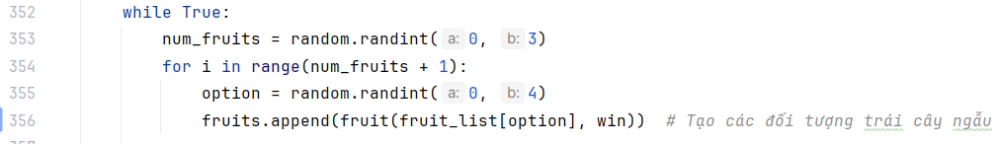 352 while True:
353 num_fruits = random.randint( a: 0, b: 3)
354 for i in range(num_fruits + 1):
355 option = random.randint( a: 0, b: 4)
356 fruits.append(fruit(fruit_list[option], win)) # Tạo các đối tượng trái cây ngẫu